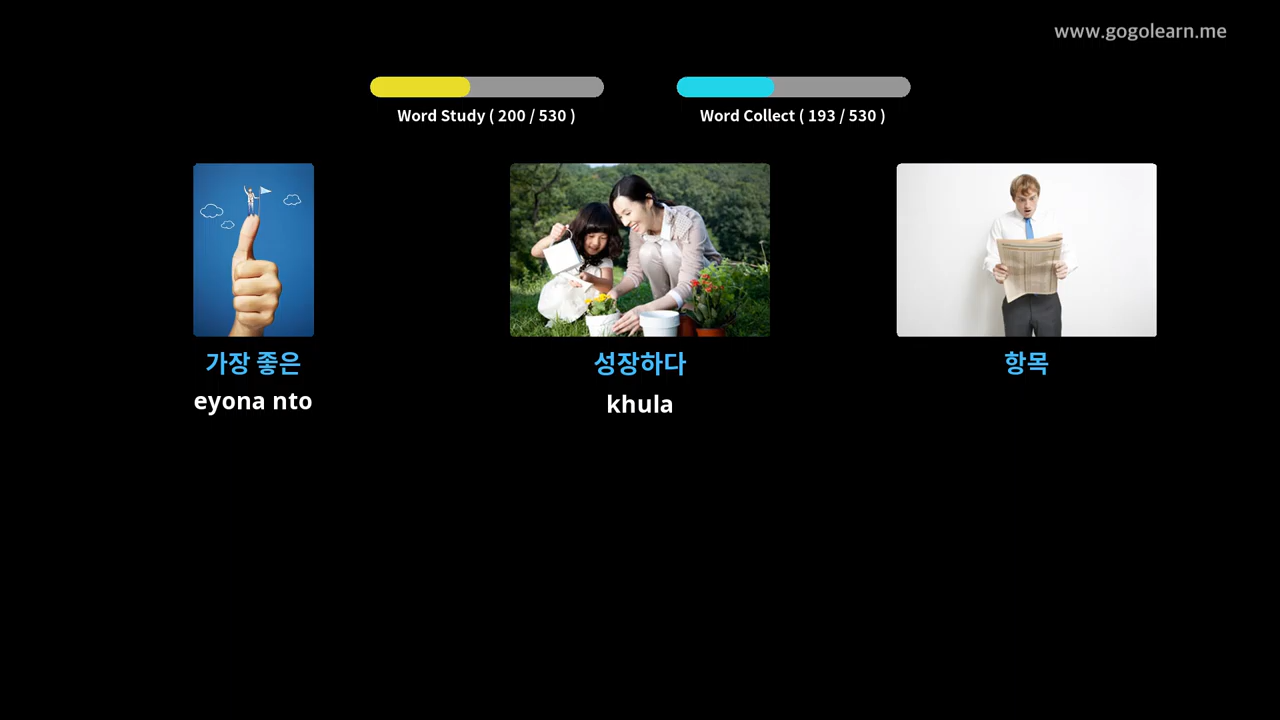 www.gogolearn.me
Word Study ( 200 / 530 )
Word Collect ( 193 / 530 )
가장 좋은
성장하다
항목
eyona nto
khula